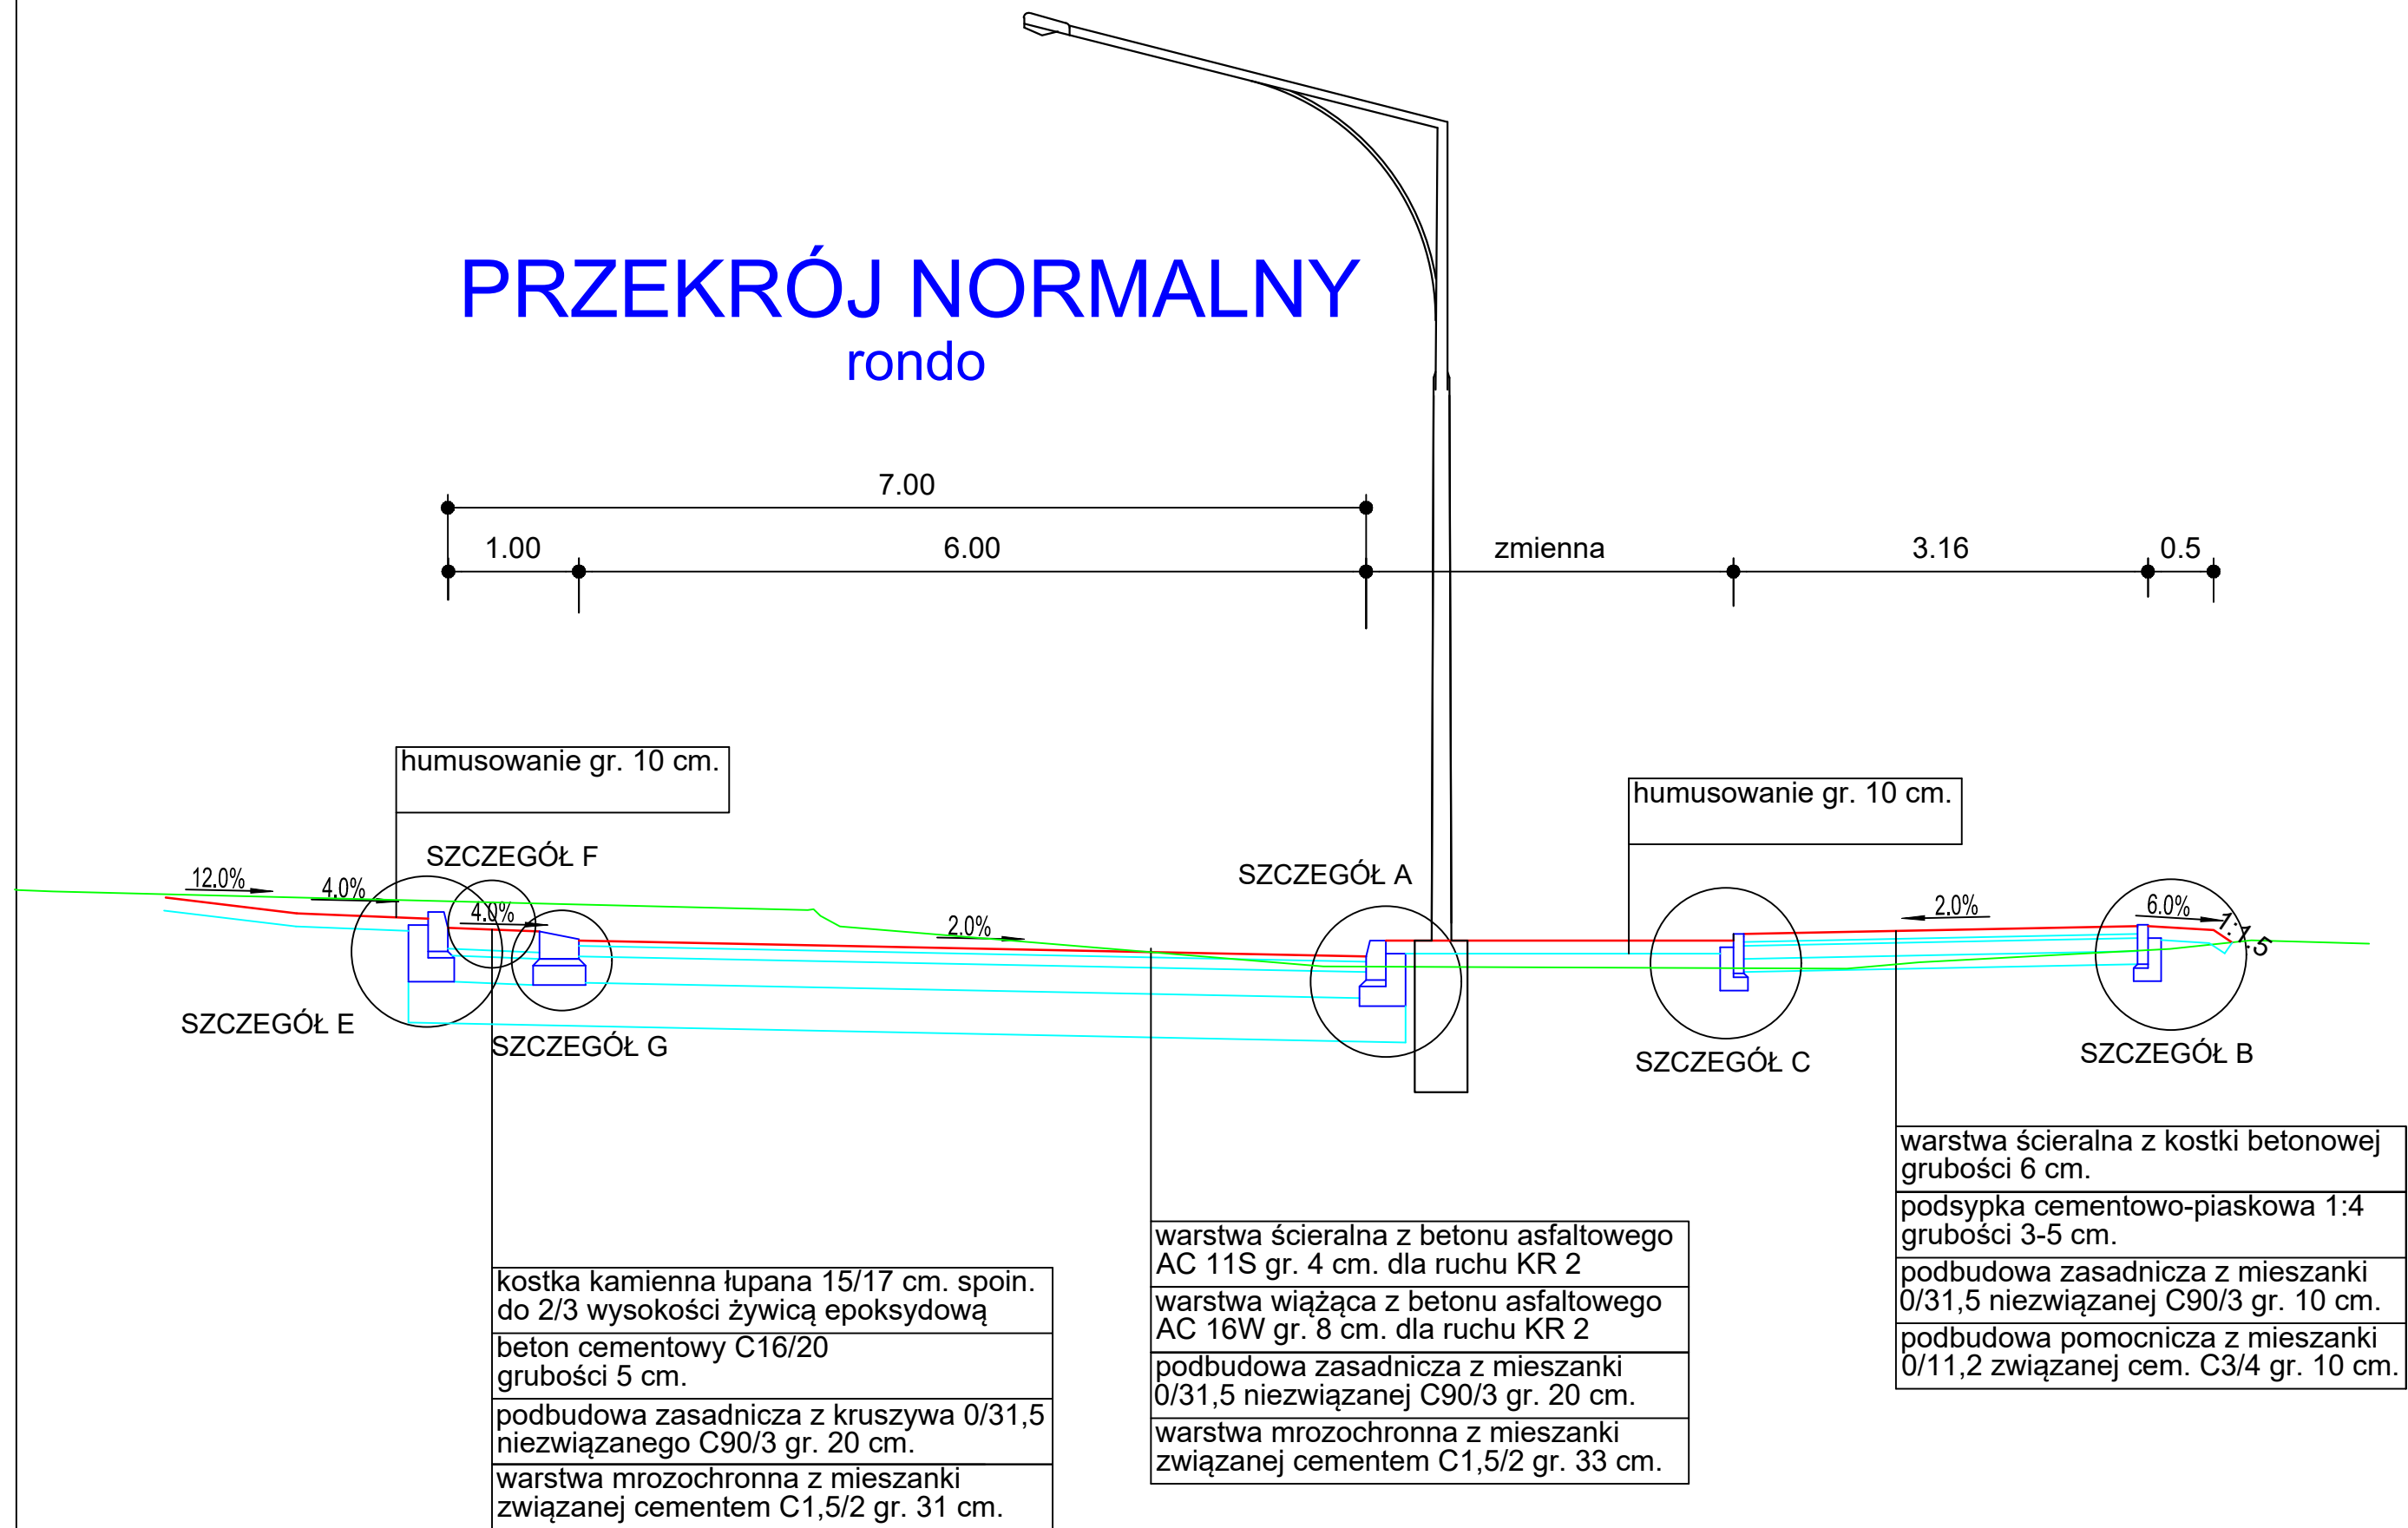 PRZEKRÓJ NORMALNY
rondo
7.00
1.00
6.00
zmienna
3.16
0.5
humusowanie gr. 10 cm.
humusowanie gr. 10 cm.
SZCZEGÓŁ F
SZCZEGÓŁ A
12.0%
4.0%
4.0%
2.0%
2.0%
6.0%
1:1.5
SZCZEGÓŁ E
SZCZEGÓŁ G
SZCZEGÓŁ C
SZCZEGÓŁ B
kostka kamienna łupana 15/17 cm. spoin.
do 2/3 wysokości żywicą epoksydową
beton cementowy C16/20
grubości 5 cm.
podbudowa zasadnicza z kruszywa 0/31,5
niezwiązanego C90/3 gr. 20 cm.
warstwa mrozochronna z mieszanki
związanej cementem C1,5/2 gr. 31 cm.
warstwa ścieralna z betonu asfaltowego
AC 11S gr. 4 cm. dla ruchu KR 2
warstwa wiążąca z betonu asfaltowego
AC 16W gr. 8 cm. dla ruchu KR 2
podbudowa zasadnicza z mieszanki
0/31,5 niezwiązanej C90/3 gr. 20 cm.
warstwa mrozochronna z mieszanki
związanej cementem C1,5/2 gr. 33 cm.
warstwa ścieralna z kostki betonowej
grubości 6 cm.
podsypka cementowo-piaskowa 1:4
grubości 3-5 cm.
podbudowa zasadnicza z mieszanki
0/31,5 niezwiązanej C90/3 gr. 10 cm.
podbudowa pomocnicza z mieszanki
0/11,2 związanej cem. C3/4 gr. 10 cm.